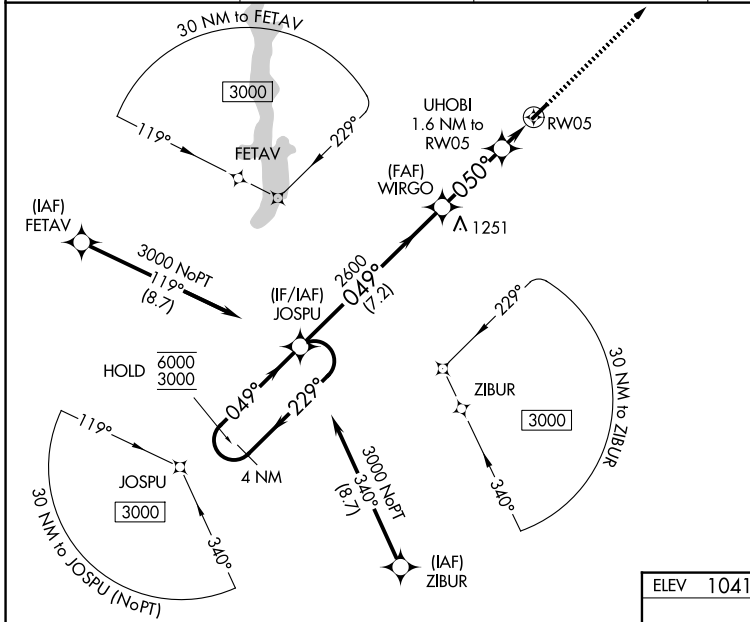 30 NM to FETAV
3000
119°
229°
FETAV
UHOBI
1.6 NM to
RW05
RW05
(FAF)
WIRGO
050°
1251
(IAF)
FETAV
3000 NoPT
119°
(8.7)
2600
049°
(7.2)
(IF/IAF)
JOSPU
HOLD
6000
3000
049°
229°
4 NM
229°
ZIBUR
3000
340°
30 NM to ZIBUR
119°
JOSPU
3000
340°
30 NM to JOSPU (NoPT)
3000 NoPT
340°
(8.7)
(IAF)
ZIBUR
ELEV 1041